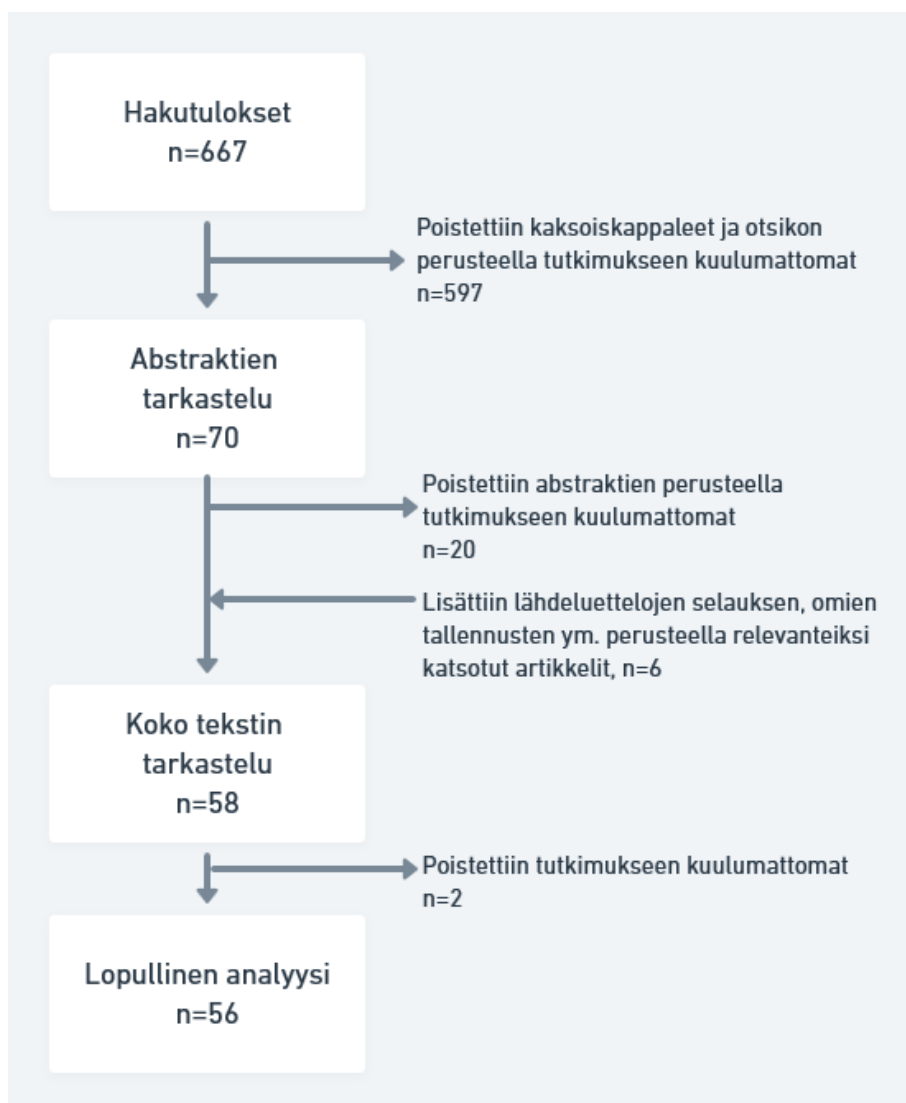 Hakutulokset
n=667
Poistettiin kaksoiskappaleet ja otsikon
perusteella tutkimukseen kuulumattomat
n=597
Abstraktien
tarkastelu
n=70
Poistettiin abstraktien perusteella
tutkimukseen kuulumattomat
n=20
Lisättiin lähdeluettelojen selauksen, omien
tallennusten ym. perusteella relevanteiksi
katsotut artikkelit, n=6
Koko tekstin
tarkastelu
n=58
Poistettiin tutkimukseen kuulumattomat
n=2
Lopullinen analyysi
n=56